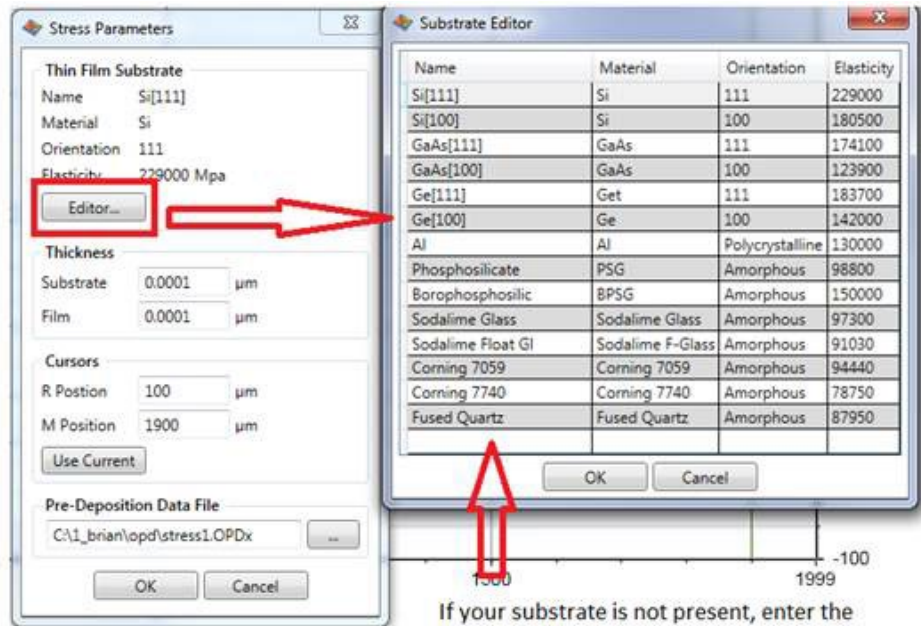 Stress Parameters
Thin Film Substrate
Name Si[111]
Material Si
Orientation 111
Elasticity 229000 Mpa
Editor...
Thickness
Substrate 0.0001 µm
Film 0.0001 µm
Cursors
R Postion 100 µm
M Position 1900 µm
Use Current
Pre-Deposition Data File
C:\1_brian\opd\stress1.OPDx ...
OK Cancel
Substrate Editor
Name Material Orientation Elasticity
Si[111] Si 111 229000
Si[100] Si 100 180500
GaAs[111] GaAs 111 174100
GaAs[100] GaAs 100 123900
Ge[111] Get 111 183700
Ge[100] Ge 100 142000
Al Al Polycrystalline 130000
Phosphosilicate PSG Amorphous 98800
Borophosphosilic BPSG Amorphous 150000
Sodalime Glass Sodalime Glass Amorphous 97300
Sodalime Float Gl Sodalime F-Glass Amorphous 91030
Corning 7059 Corning 7059 Amorphous 94440
Corning 7740 Corning 7740 Amorphous 78750
Fused Quartz Fused Quartz Amorphous 87950
OK Cancel
-100
1999
If your substrate is not present, enter the